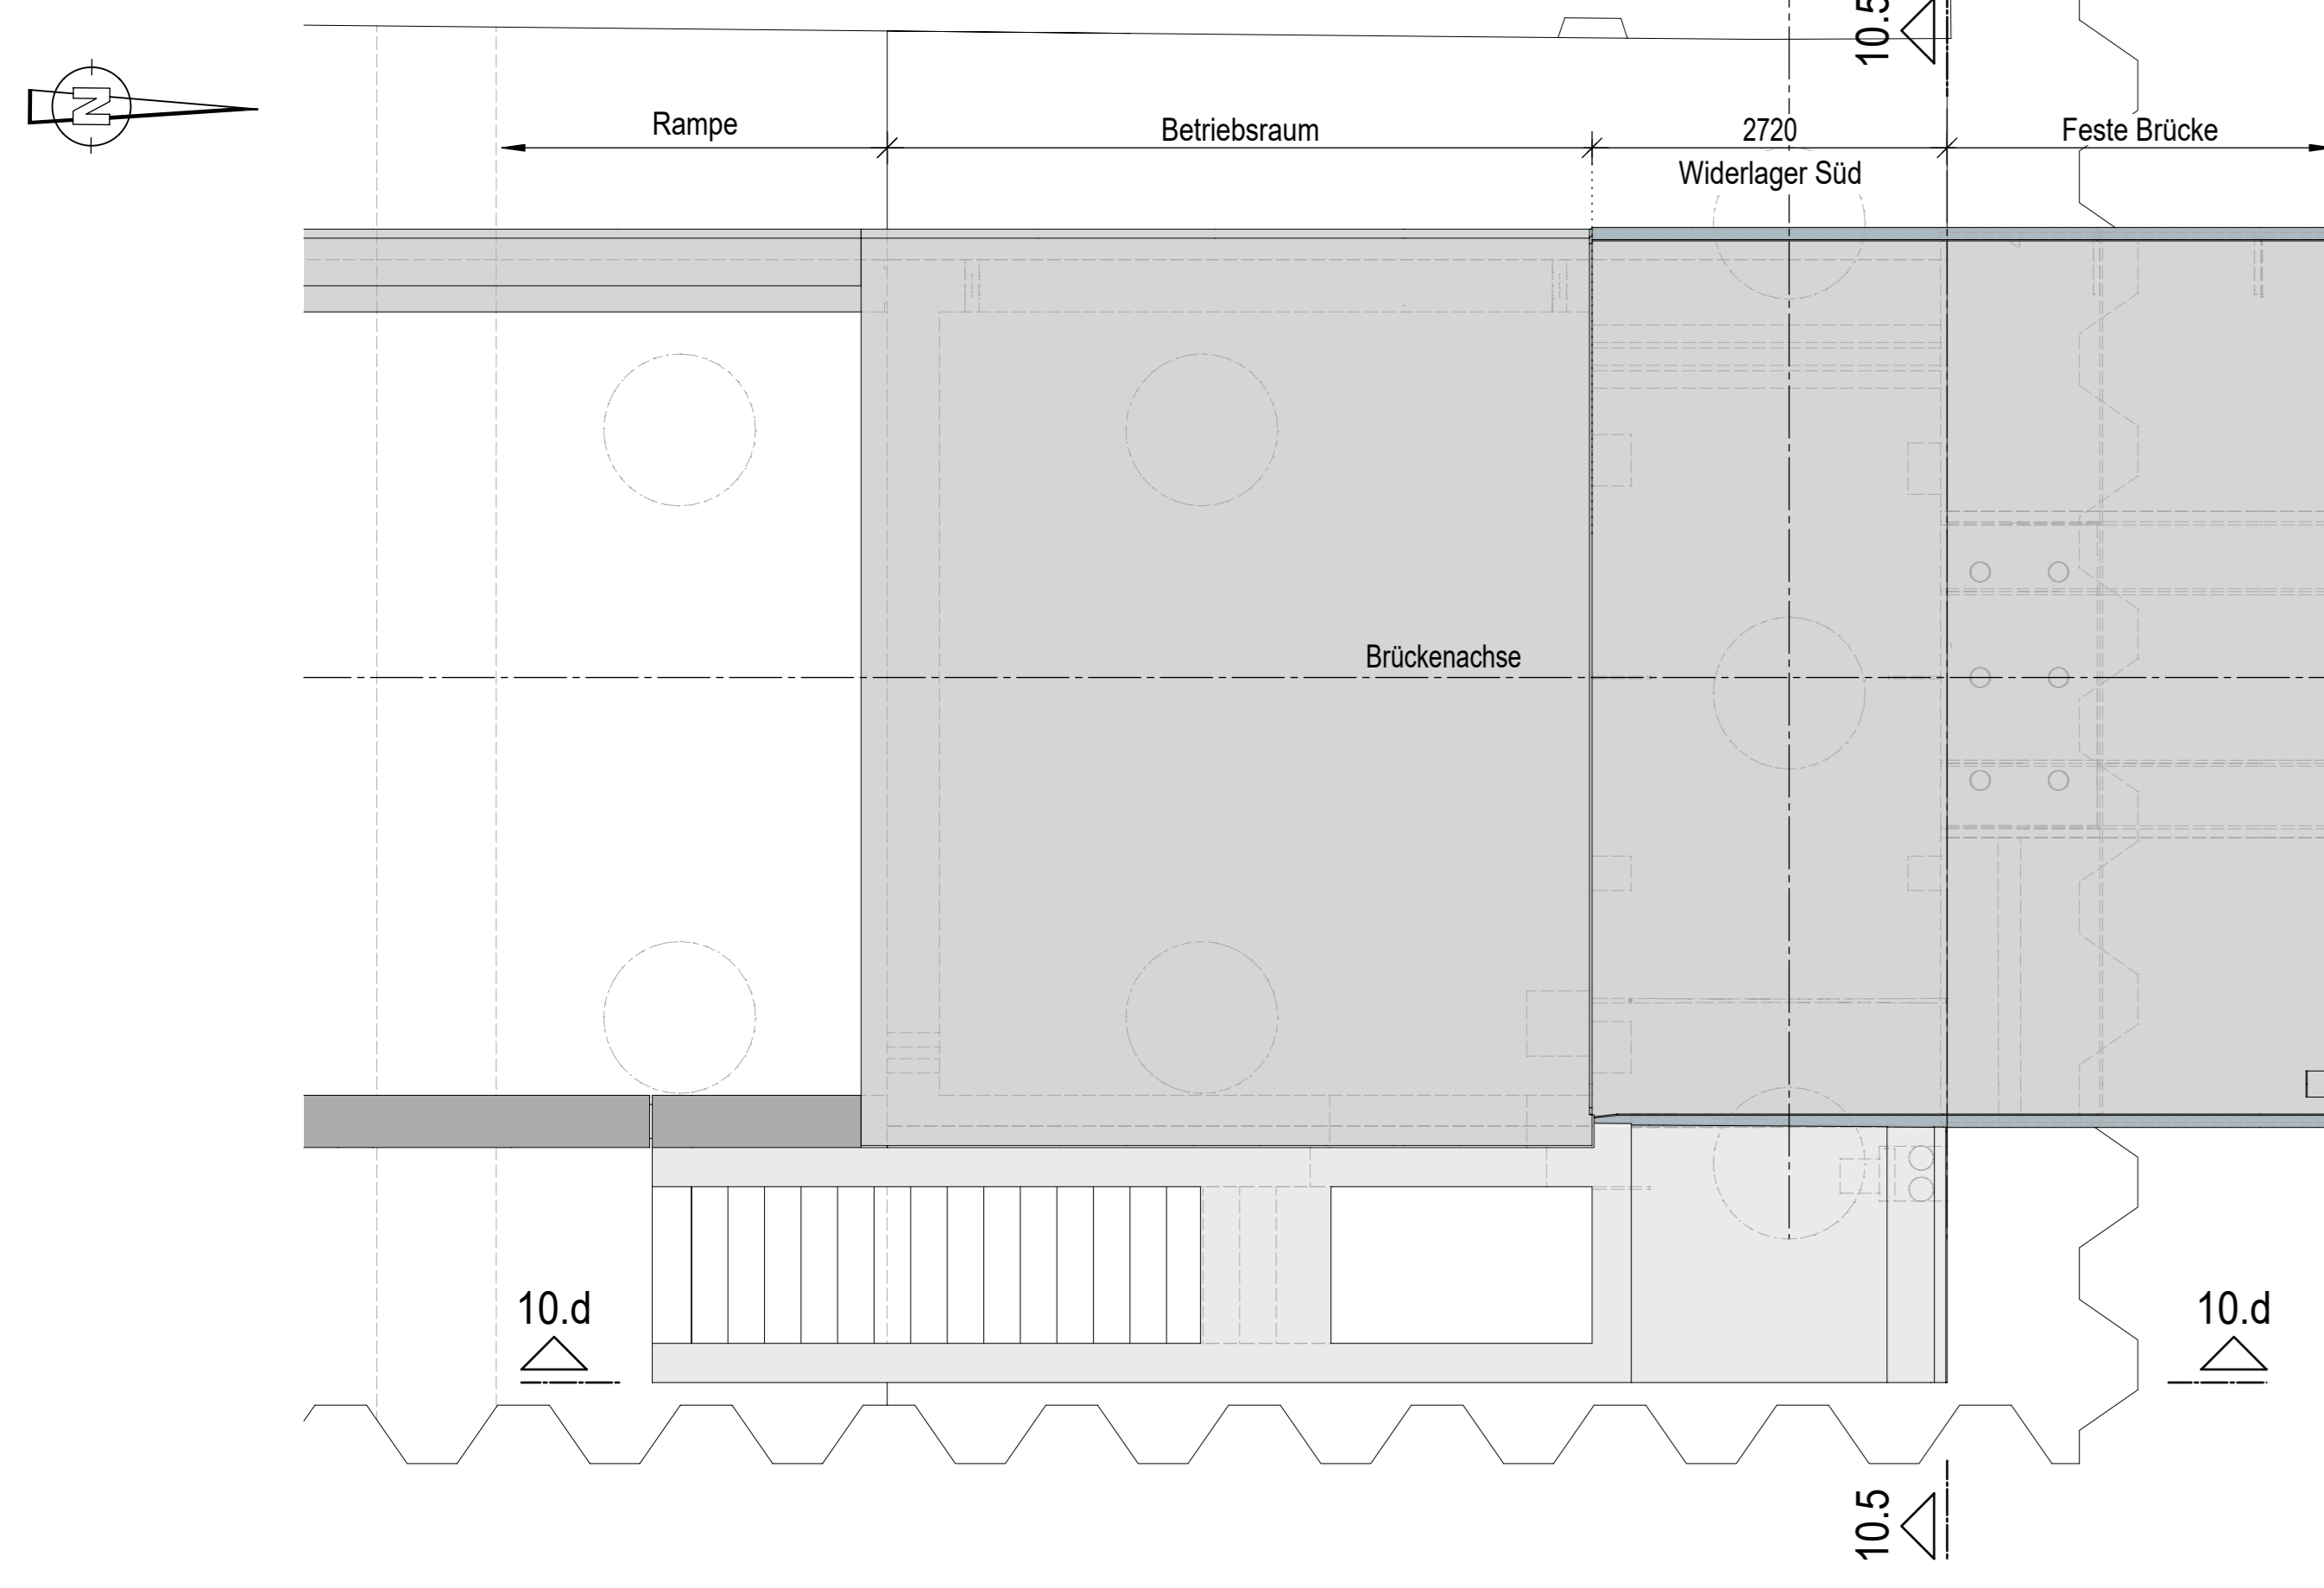 10.5
N
Rampe
Betriebsraum
2720
Feste Brücke
Widerlager Süd
Brückenachse
10.d
10.d
10.5